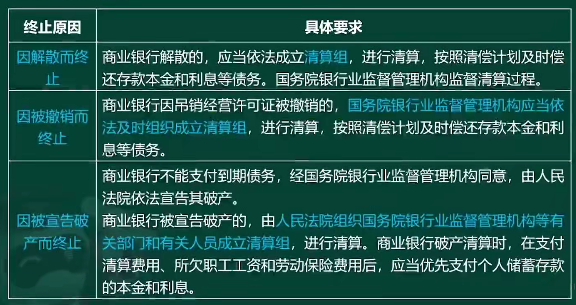 终止原因
具体要求
因解散而终
止
商业银行解散的，应当依法成立清算组，进行清算，按照清偿计划及时偿
还存款本金和利息等债务。国务院银行业监督管理机构监督清算过程。
因被撤销而
终止
商业银行因吊销经营许可证被撤销的，国务院银行业监督管理机构应当依
法及时组织成立清算组，进行清算，按照清偿计划及时偿还存款本金和利
息等债务。
因被宣告破
产而终止
商业银行不能支付到期债务，经国务院银行业监督管理机构同意，由人民
法院依法宣告其破产。
商业银行被宣告破产的，由人民法院组织国务院银行业监督管理机构等有
关部门和有关人员成立清算组，进行清算。商业银行破产清算时，在支付
清算费用、所欠职工工资和劳动保险费用后，应当优先支付个人储蓄存款
的本金和利息。